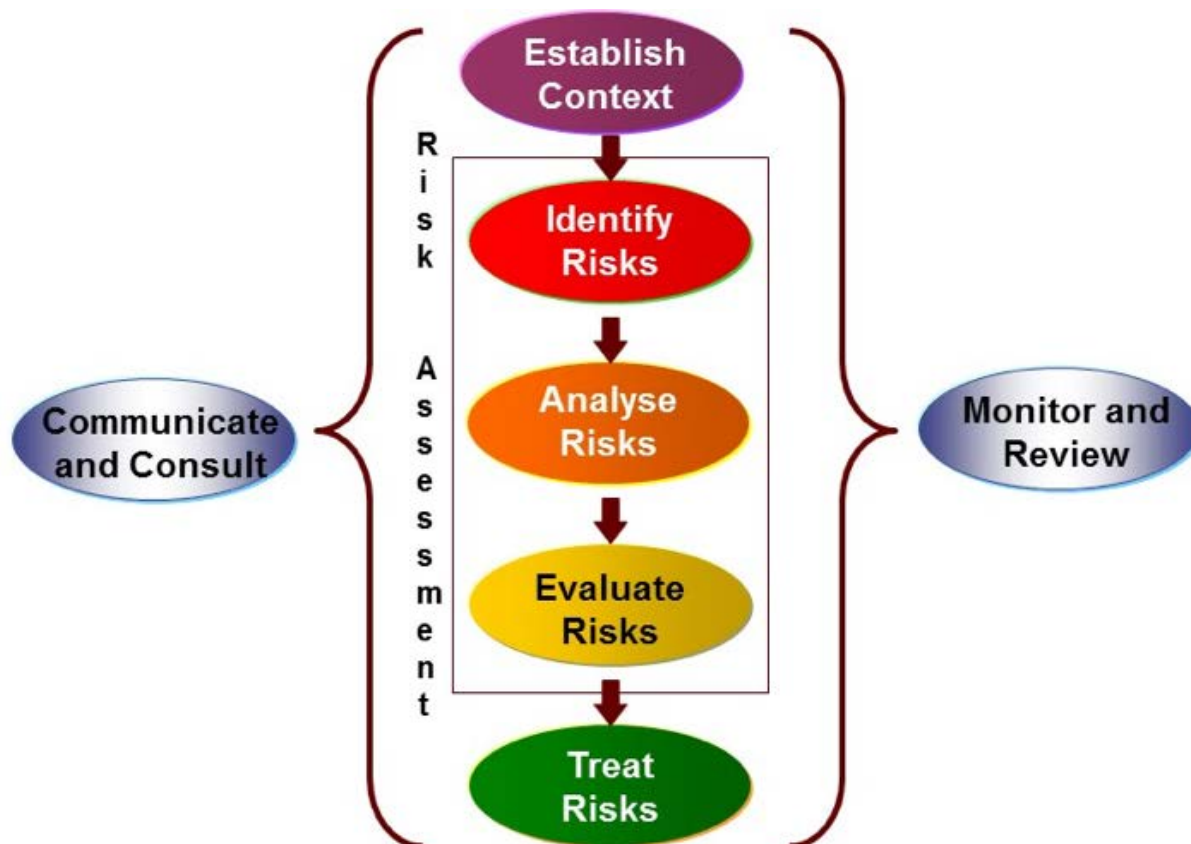 Establish
Context
Risk Assessment
Identify
Risks
Analyse
Risks
Evaluate
Risks
Treat
Risks
Communicate
and Consult
Monitor and
Review